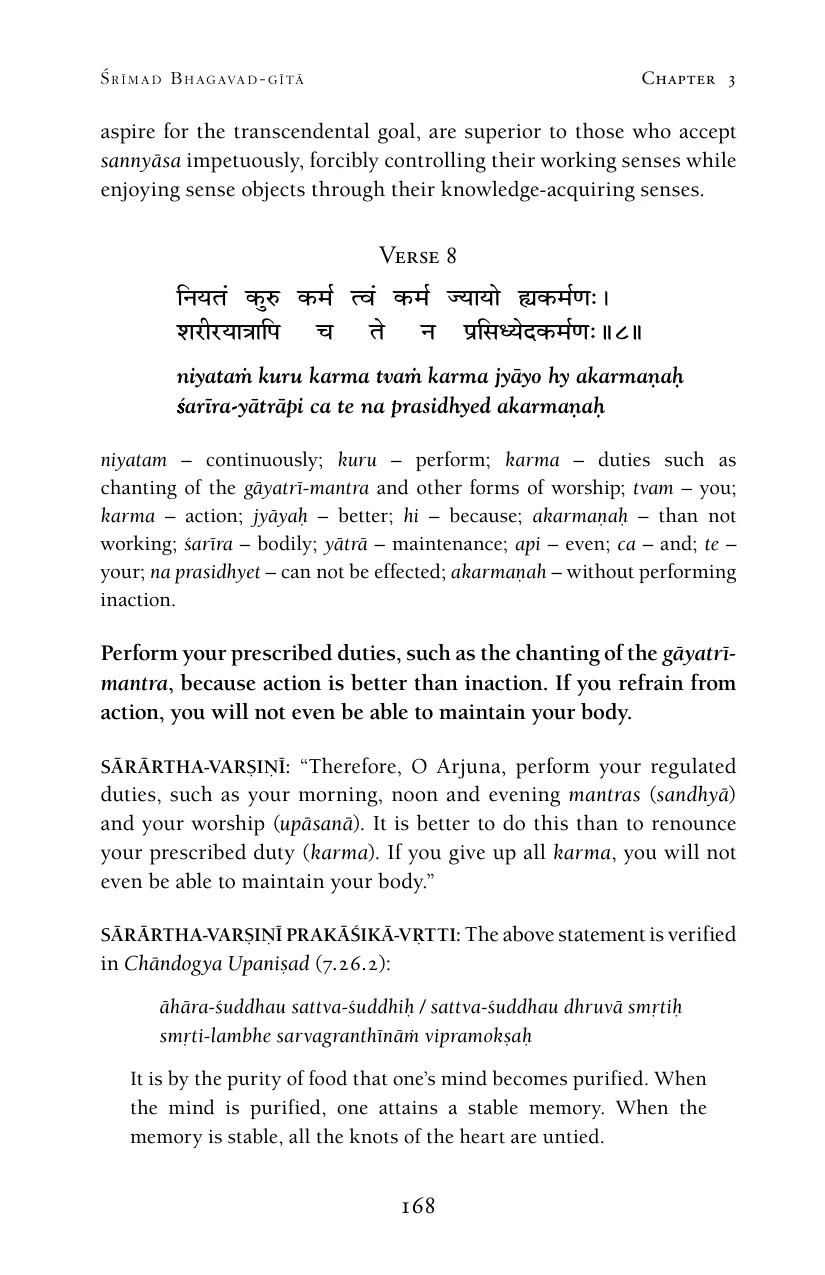 Śrīmad Bhagavad-gītā Chapter 3
aspire for the transcendental goal, are superior to those who accept
sannyāsa impetuously, forcibly controlling their working senses while
enjoying sense objects through their knowledge-acquiring senses.
Verse 8
नियतं कुरु कर्म त्वं कर्म ज्यायो ह्यकर्मणः।
शरीरयात्रापि च ते न प्रसिध्येदकर्मणः॥८॥
niyataṁ kuru karma tvaṁ karma jyāyo hy akarmaṇaḥ
śarīra-yātrāpi ca te na prasidhyed akarmaṇaḥ
niyatam – continuously; kuru – perform; karma – duties such as
chanting of the gāyatrī-mantra and other forms of worship; tvam – you;
karma – action; jyāyaḥ – better; hi – because; akarmaṇaḥ – than not
working; śarīra – bodily; yātrā – maintenance; api – even; ca – and; te –
your; na prasidhyet – can not be effected; akarmaṇah – without performing
inaction.
Perform your prescribed duties, such as the chanting of the gāyatrī-
mantra, because action is better than inaction. If you refrain from
action, you will not even be able to maintain your body.
SĀRĀRTHA-VARṢIṆĪ: “Therefore, O Arjuna, perform your regulated
duties, such as your morning, noon and evening mantras (sandhyā)
and your worship (upāsanā). It is better to do this than to renounce
your prescribed duty (karma). If you give up all karma, you will not
even be able to maintain your body.”
SĀRĀRTHA-VARṢIṆĪ PRAKĀŚIKĀ-VṚTTI: The above statement is verified
in Chāndogya Upaniṣad (7.26.2):
āhāra-śuddhau sattva-śuddhiḥ / sattva-śuddhau dhruvā smṛtiḥ
smṛti-lambhe sarvagranthīnāṁ vipramokṣaḥ
It is by the purity of food that one’s mind becomes purified. When
the mind is purified, one attains a stable memory. When the
memory is stable, all the knots of the heart are untied.
168